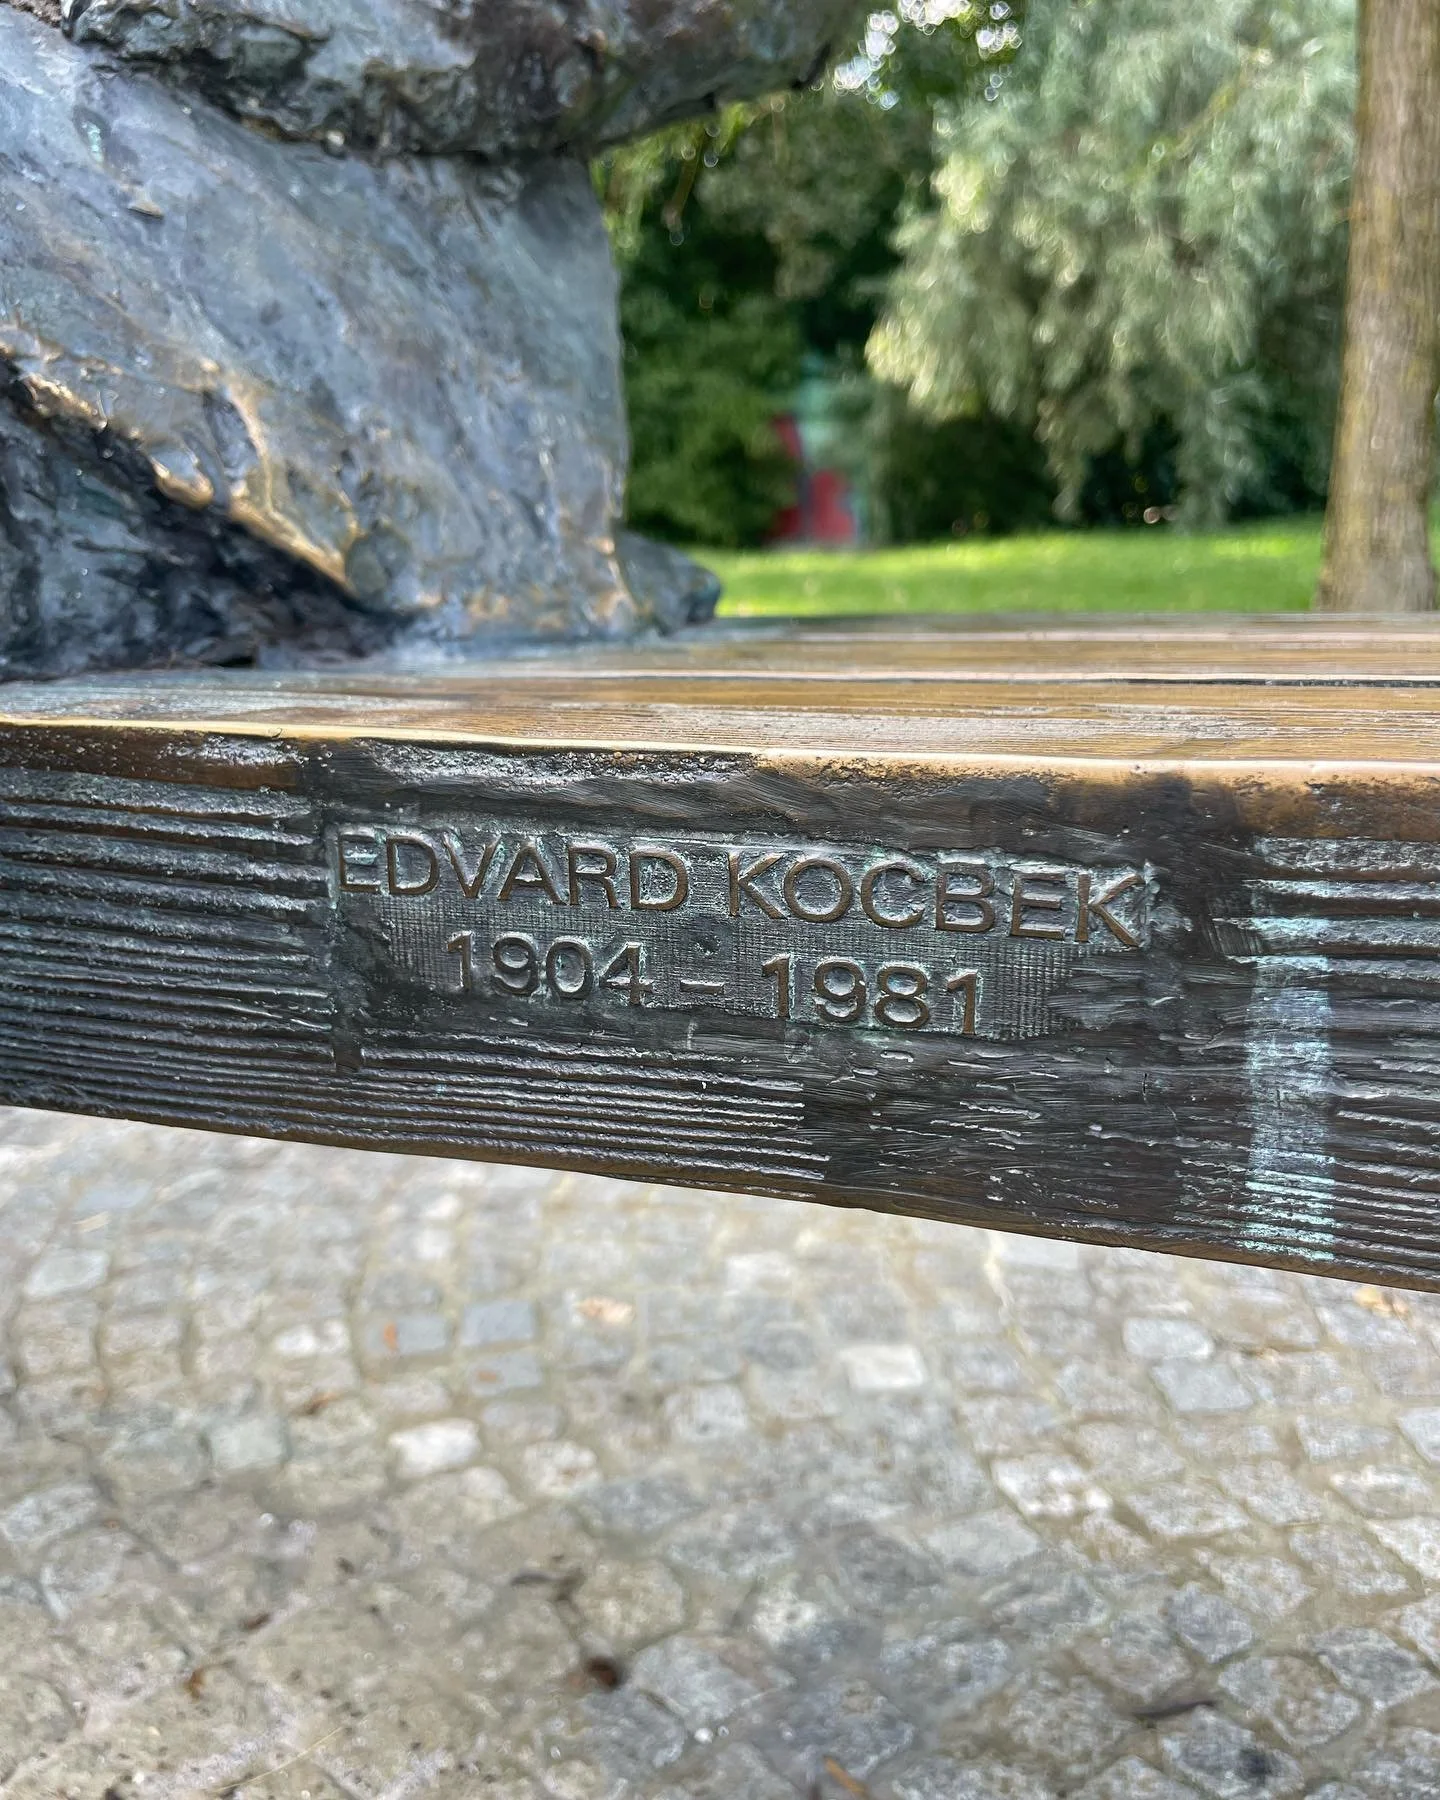 EDVARD KOCBEK
1904 – 1981